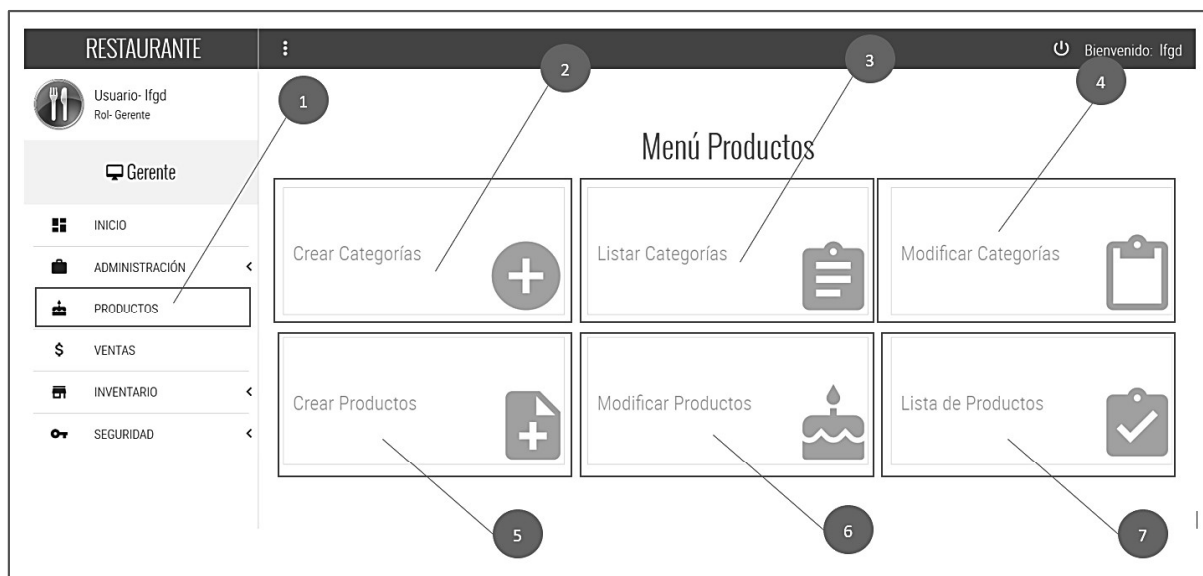 RESTAURANTE
Bienvenido: lfgd
1
2
3
4
Usuario- lfgd
Rol- Gerente
Gerente
INICIO
ADMINISTRACIÓN
PRODUCTOS
VENTAS
INVENTARIO
SEGURIDAD
Menú Productos
Crear Categorías
Listar Categorías
Modificar Categorías
Crear Productos
Modificar Productos
Lista de Productos
5
6
7